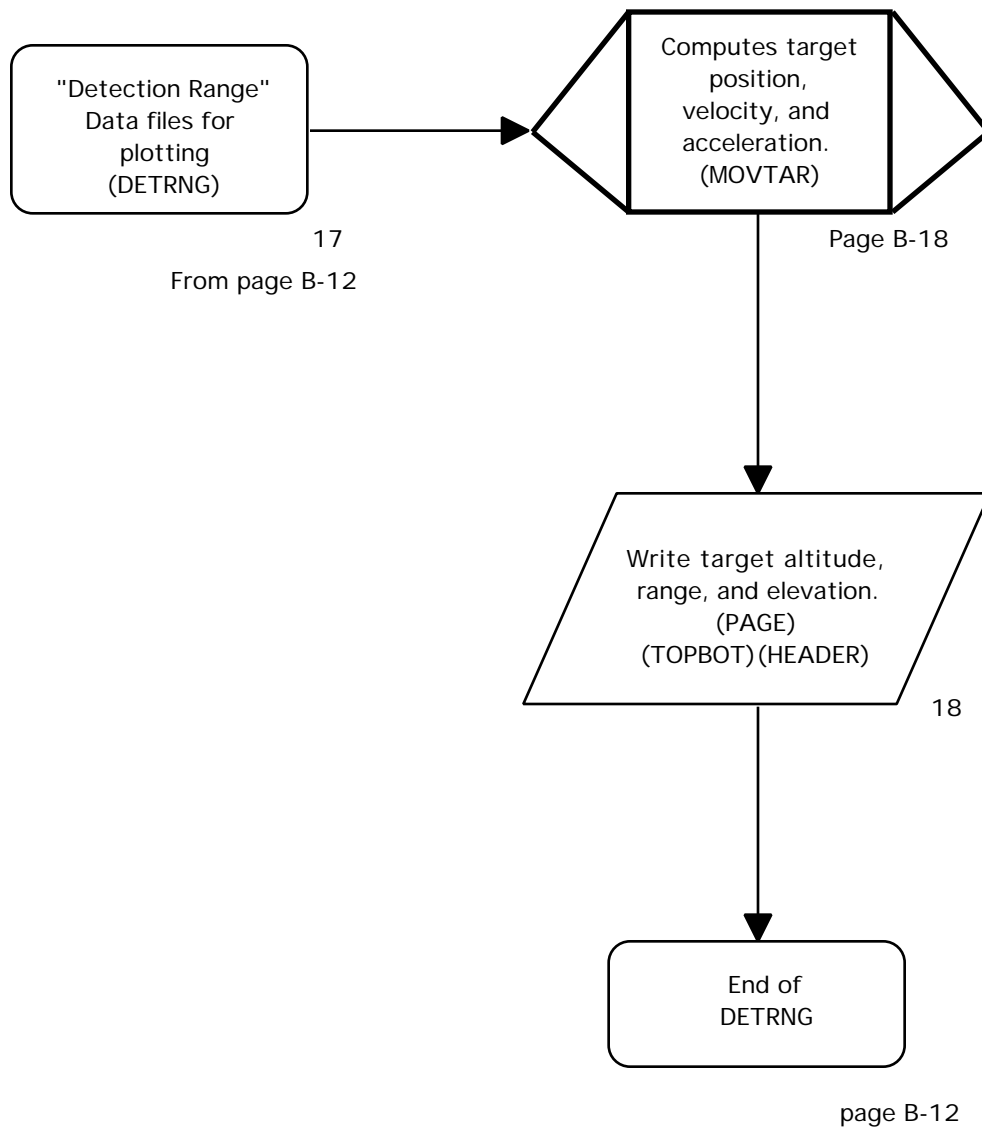 "Detection Range"
Data files for
plotting
(DETRNG)
17
From page B-12
Computes target
position,
velocity, and
acceleration.
(MOVTAR)
Page B-18
Write target altitude,
range, and elevation.
(PAGE)
(TOPBOT)(HEADER)
18
End of
DETRNG
page B-12